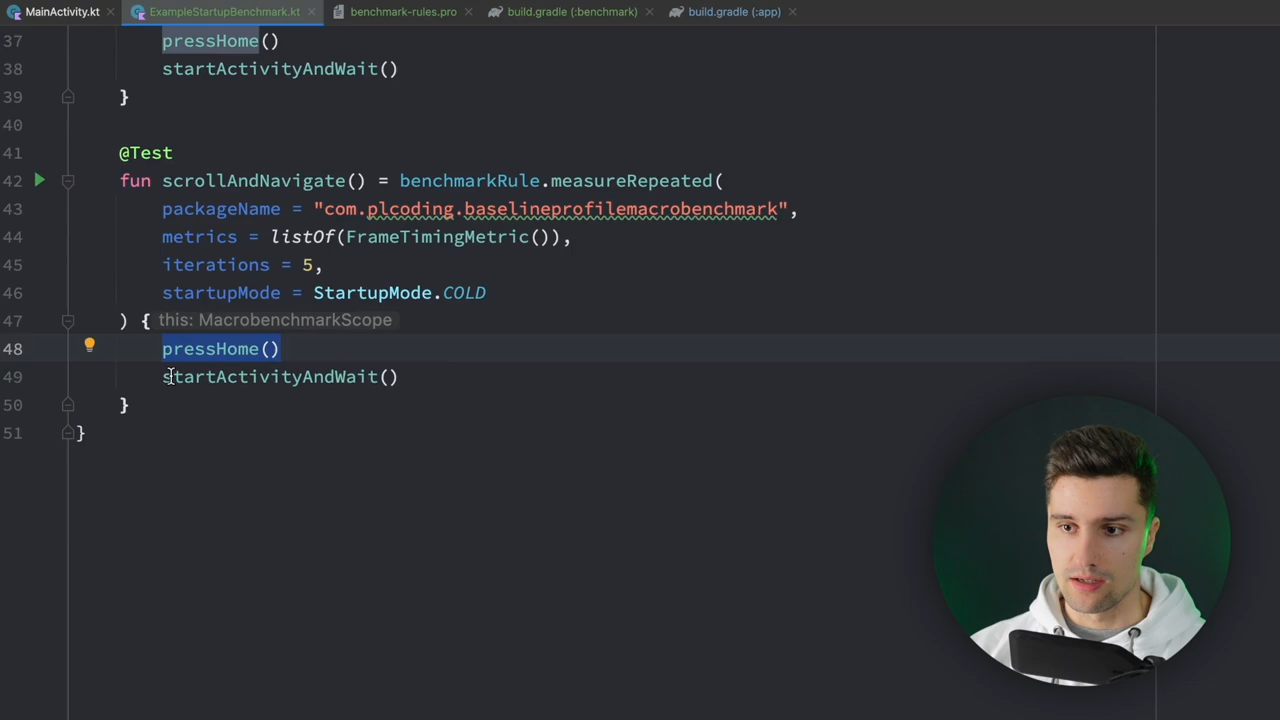 MainActivity.kt ExampleStartupBenchmark.kt benchmark-rules.pro build.gradle (:benchmark) build.gradle (:app)
37 pressHome()
38 startActivityAndWait()
39 }
40
41 @Test
42 fun scrollAndNavigate() = benchmarkRule.measureRepeated(
43 packageName = "com.plcoding.baselineprofilemacrobenchmark",
44 metrics = listOf(FrameTimingMetric()),
45 iterations = 5,
46 startupMode = StartupMode.COLD
47 ) { this: MacrobenchmarkScope
48 pressHome()
49 startActivityAndWait()
50 }
51 }